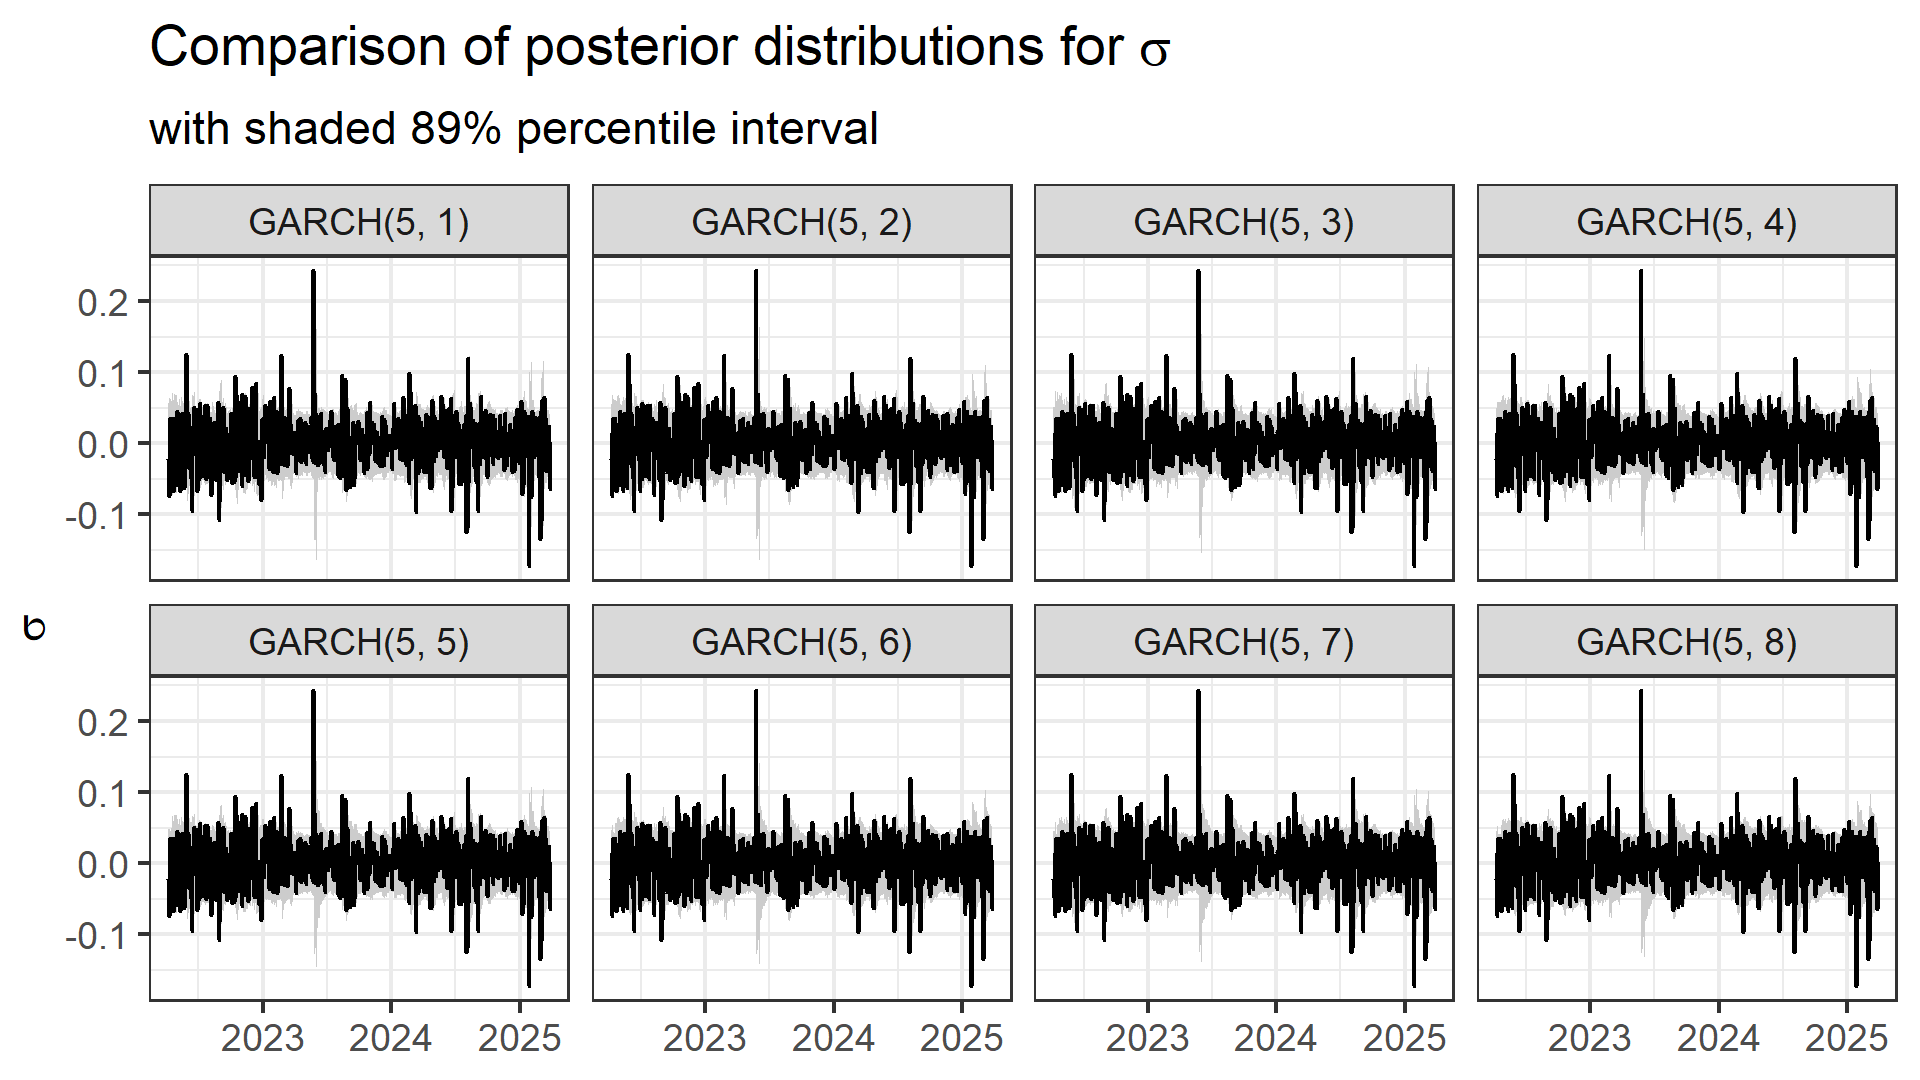 Comparison of posterior distributions for σ
with shaded 89% percentile interval
GARCH(5, 1) GARCH(5, 2) GARCH(5, 3) GARCH(5, 4)
0.2
0.1
0.0
-0.1
σ
GARCH(5, 5) GARCH(5, 6) GARCH(5, 7) GARCH(5, 8)
0.2
0.1
0.0
-0.1
2023 2024 2025 2023 2024 2025 2023 2024 2025 2023 2024 2025